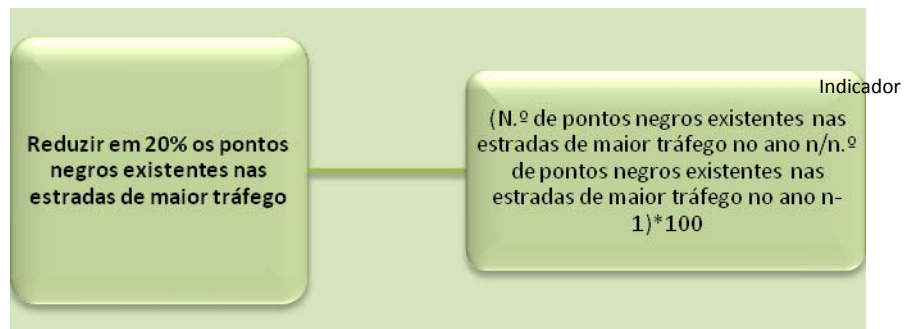 Reduzir em 20% os pontos
negros existentes nas
estradas de maior tráfego
Indicador
(N.º de pontos negros existentes nas
estradas de maior tráfego no ano n/n.º
de pontos negros existentes nas
estradas de maior tráfego no ano n-
1)*100